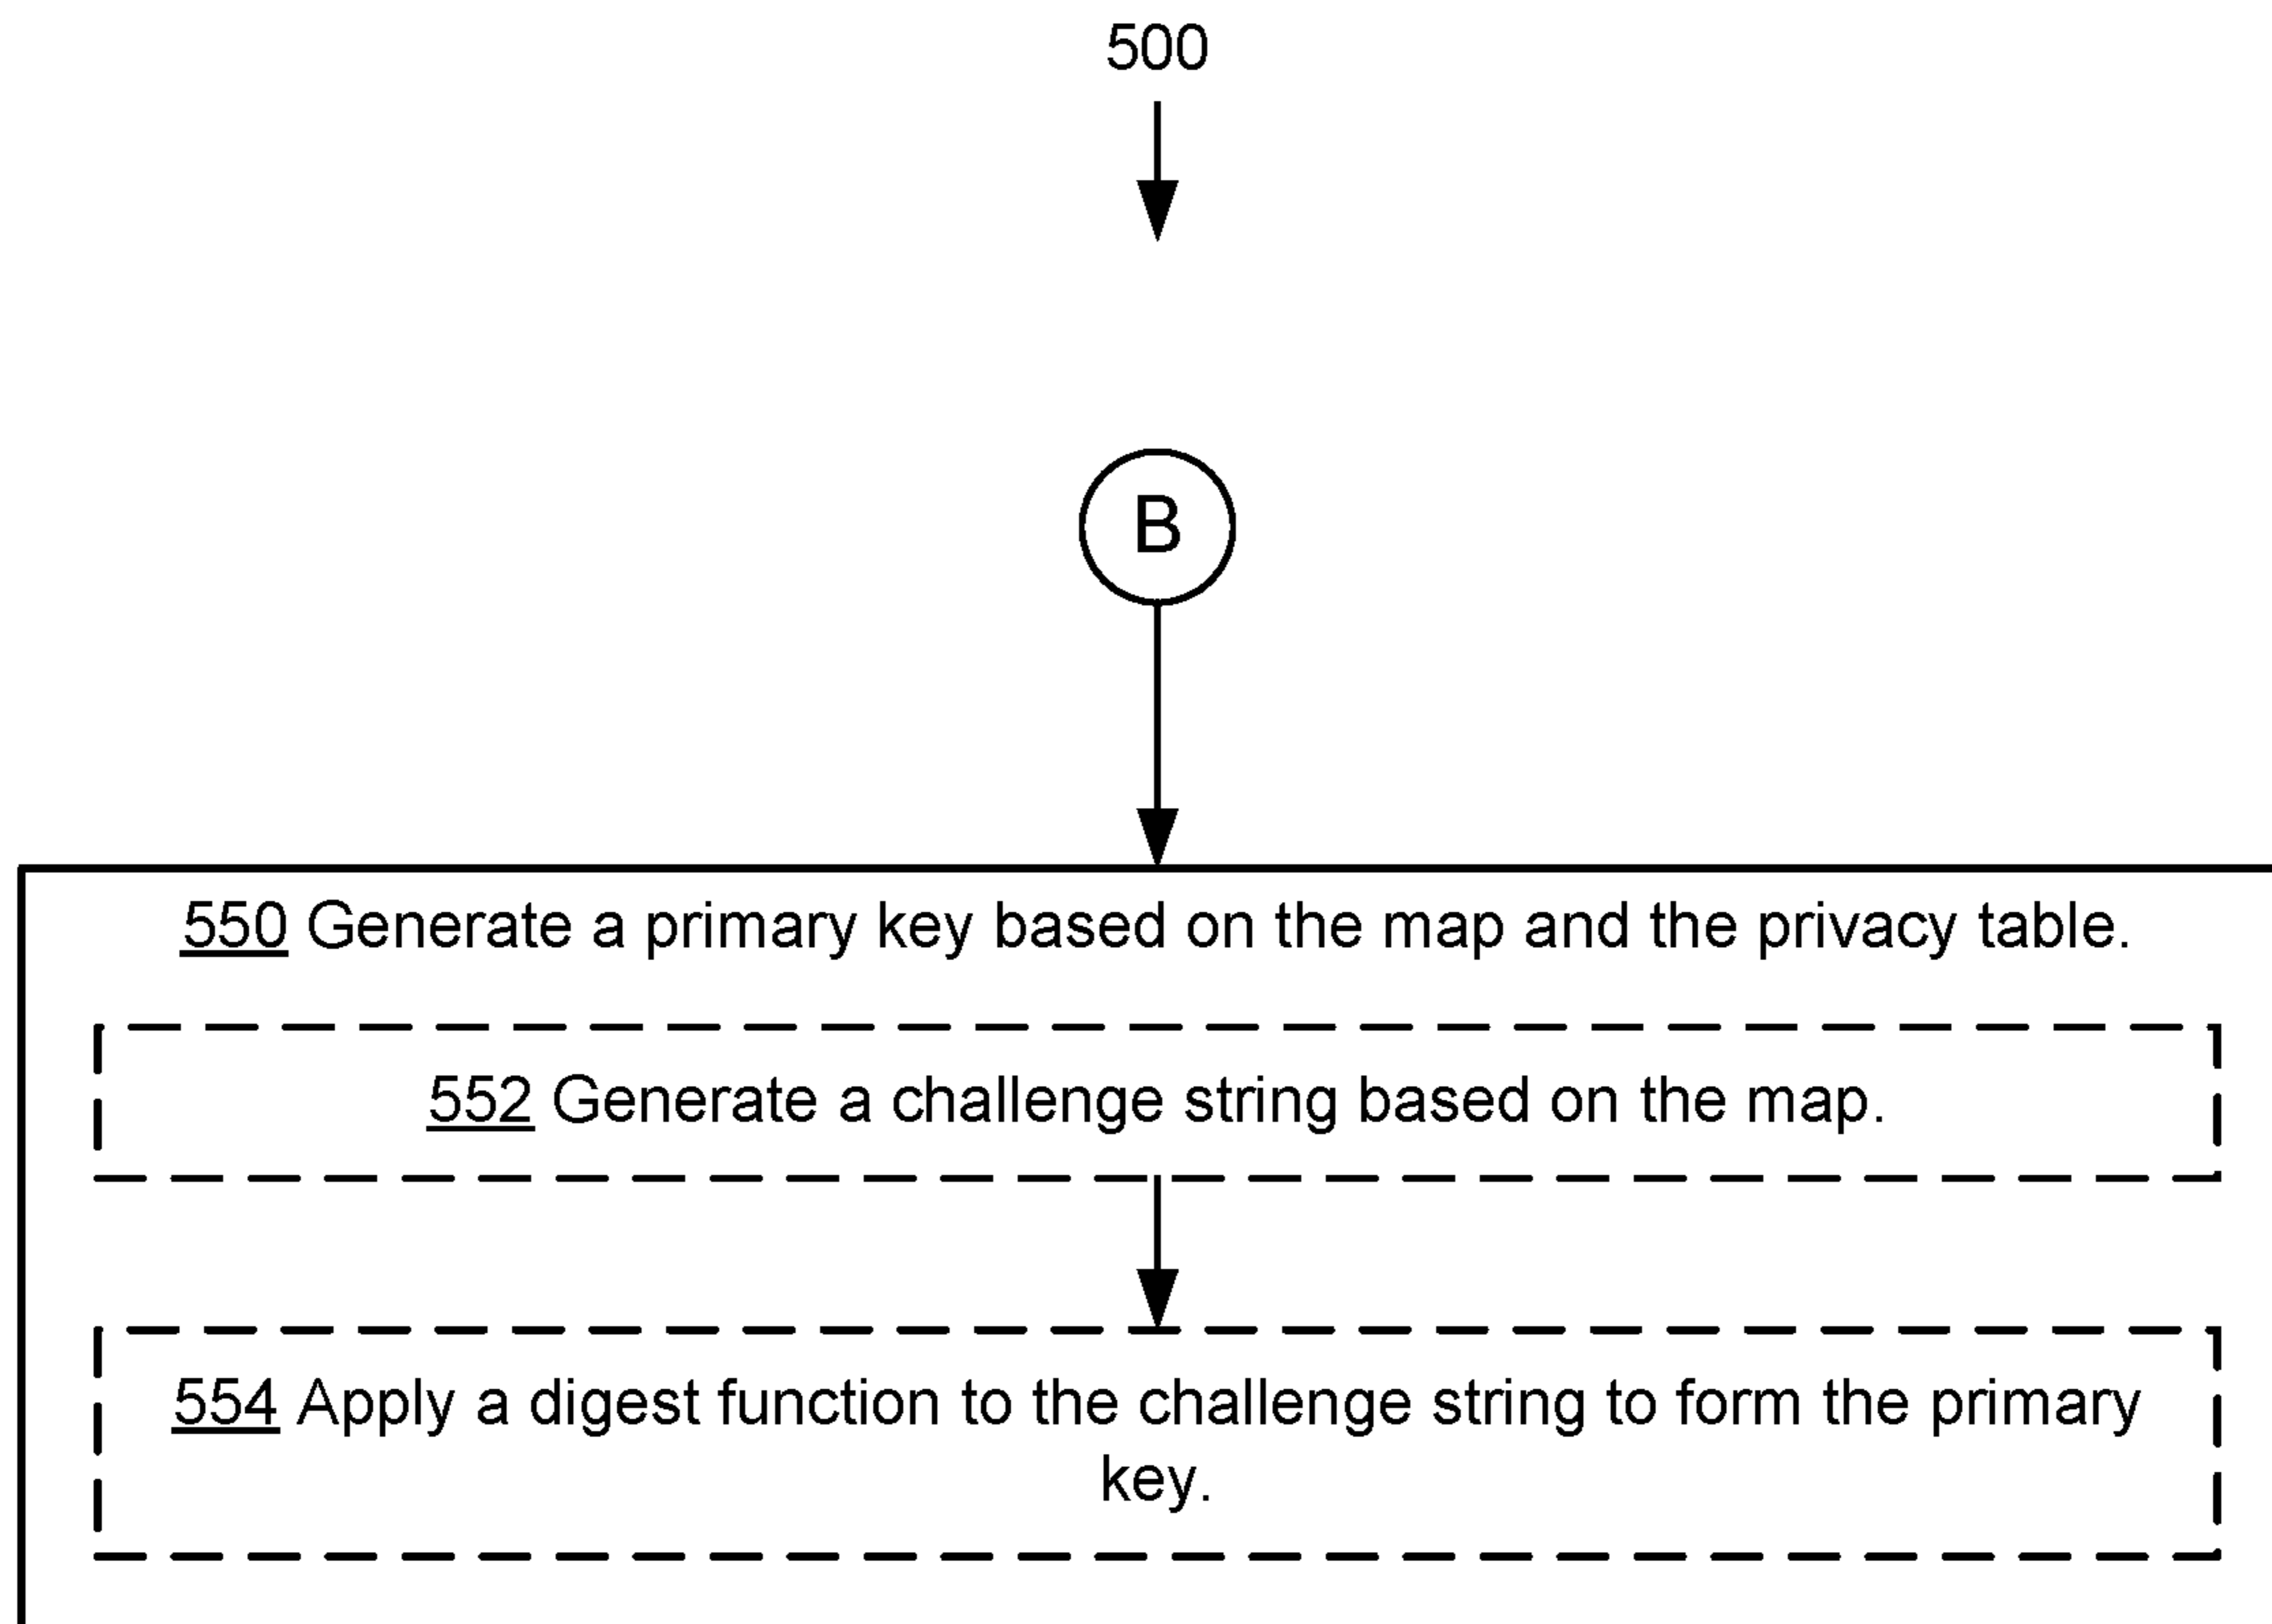 500
B
550 Generate a primary key based on the map and the privacy table.
552 Generate a challenge string based on the map.
554 Apply a digest function to the challenge string to form the primary
key.